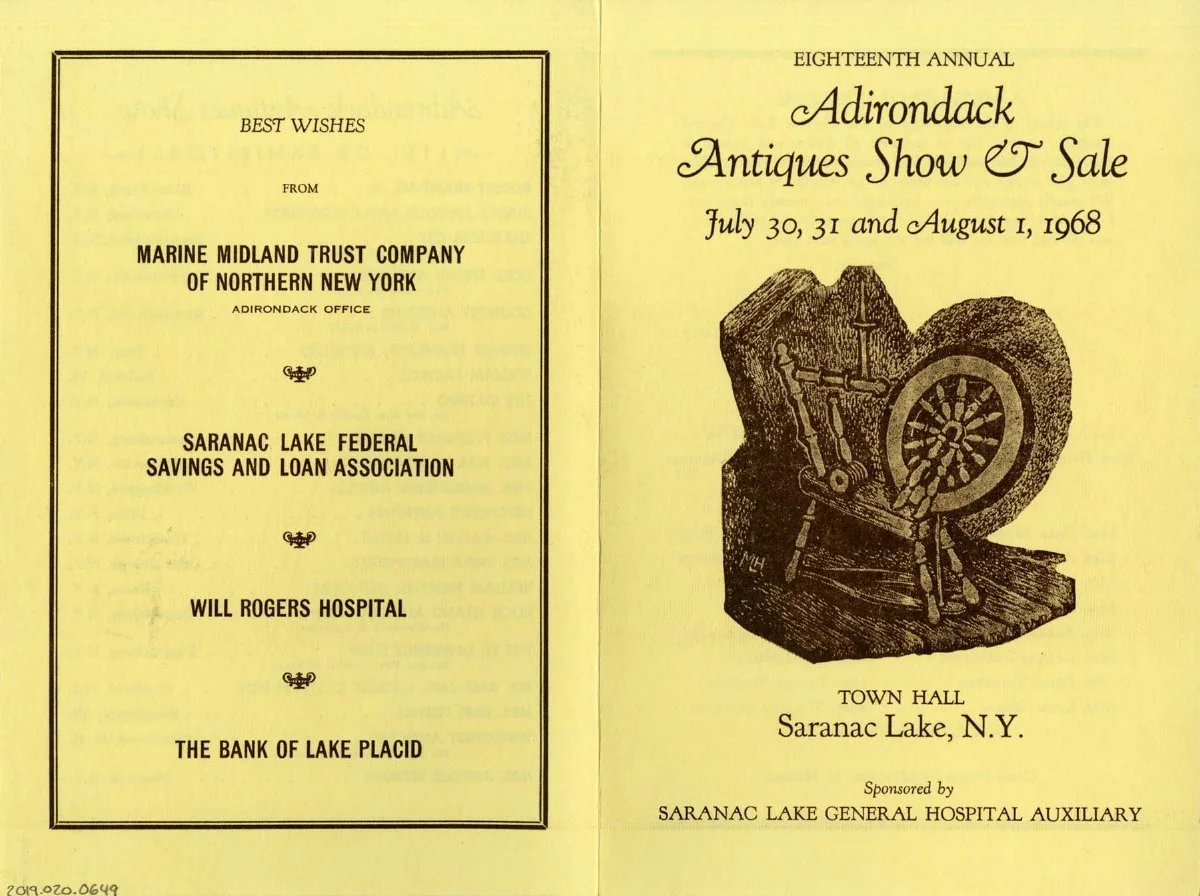 BEST WISHES
FROM
MARINE MIDLAND TRUST COMPANY
OF NORTHERN NEW YORK
ADIRONDACK OFFICE
SARANAC LAKE FEDERAL
SAVINGS AND LOAN ASSOCIATION
WILL ROGERS HOSPITAL
THE BANK OF LAKE PLACID
2019.020.0649
EIGHTEENTH ANNUAL
Adirondack
Antiques Show & Sale
July 30, 31 and August 1, 1968
MH
TOWN HALL
Saranac Lake, N.Y.
Sponsored by
SARANAC LAKE GENERAL HOSPITAL AUXILIARY